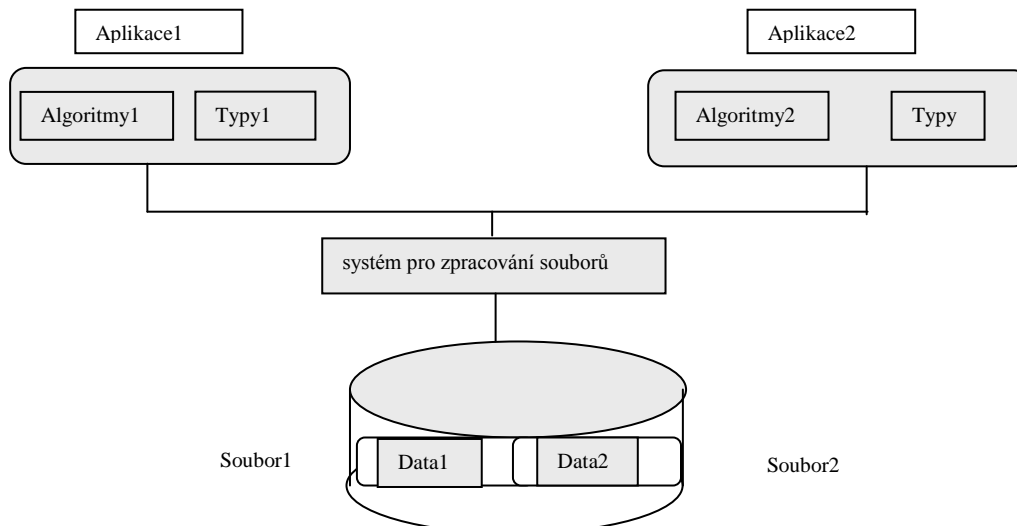 Aplikace1
Aplikace2
Algoritmy1
Typy1
Algoritmy2
Typy
systém pro zpracování souborů
Soubor1
Data1
Data2
Soubor2